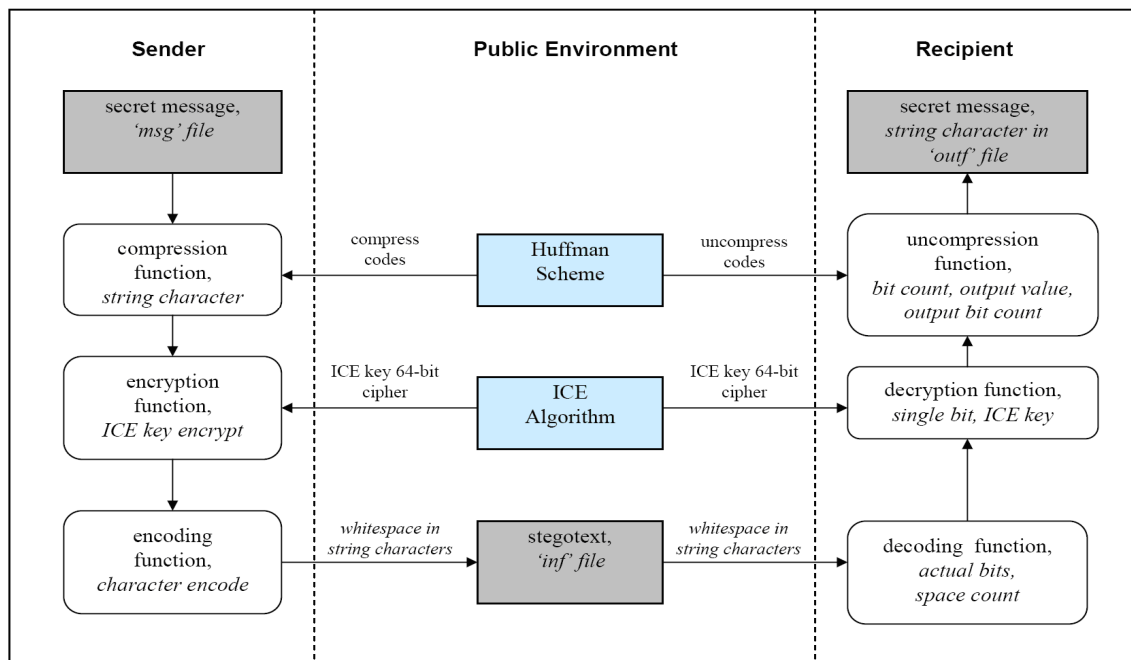 Sender
Public Environment
Recipient
secret message,
‘msg’ file
secret message,
string character in
‘outf’ file
compression
function,
string character
compress
codes
Huffman
Scheme
uncompress
codes
uncompression
function,
bit count, output value,
output bit count
encryption
function,
ICE key encrypt
ICE key 64-bit
cipher
ICE
Algorithm
ICE key 64-bit
cipher
decryption function,
single bit, ICE key
encoding
function,
character encode
whitespace in
string characters
stegotext,
‘inf’ file
whitespace in
string characters
decoding function,
actual bits,
space count